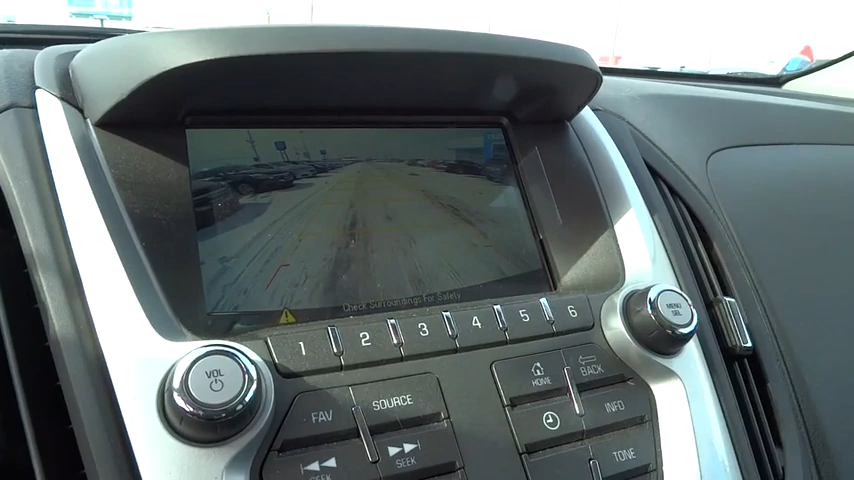 Check Surroundings For Safety
1 2 3 4 5 6
MENU
SEL
VOL
FAV
SOURCE
HOME
BACK
INFO
SEEK
SEEK
TONE